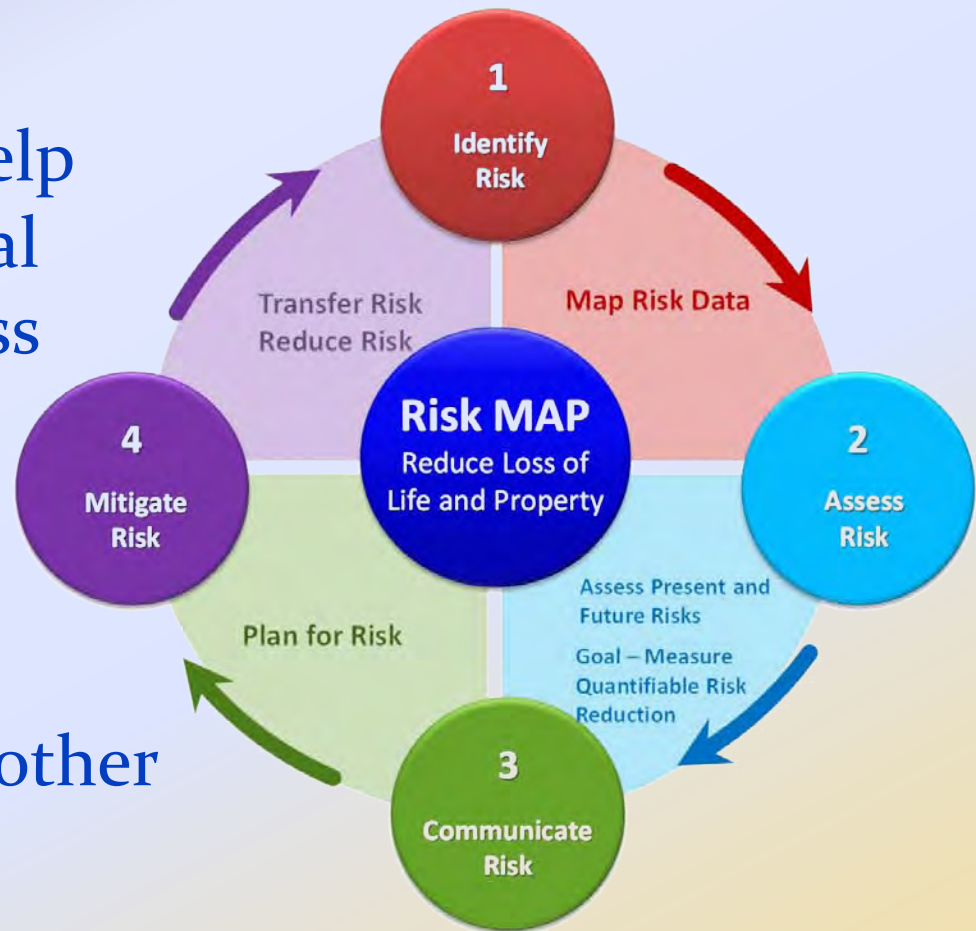 elp
al
ss
other
1
Identify
Risk
Map Risk Data
2
Assess
Risk
Assess Present and
Future Risks
Goal – Measure
Quantifiable Risk
Reduction
3
Communicate
Risk
Plan for Risk
4
Mitigate
Risk
Transfer Risk
Reduce Risk
Risk MAP
Reduce Loss of
Life and Property